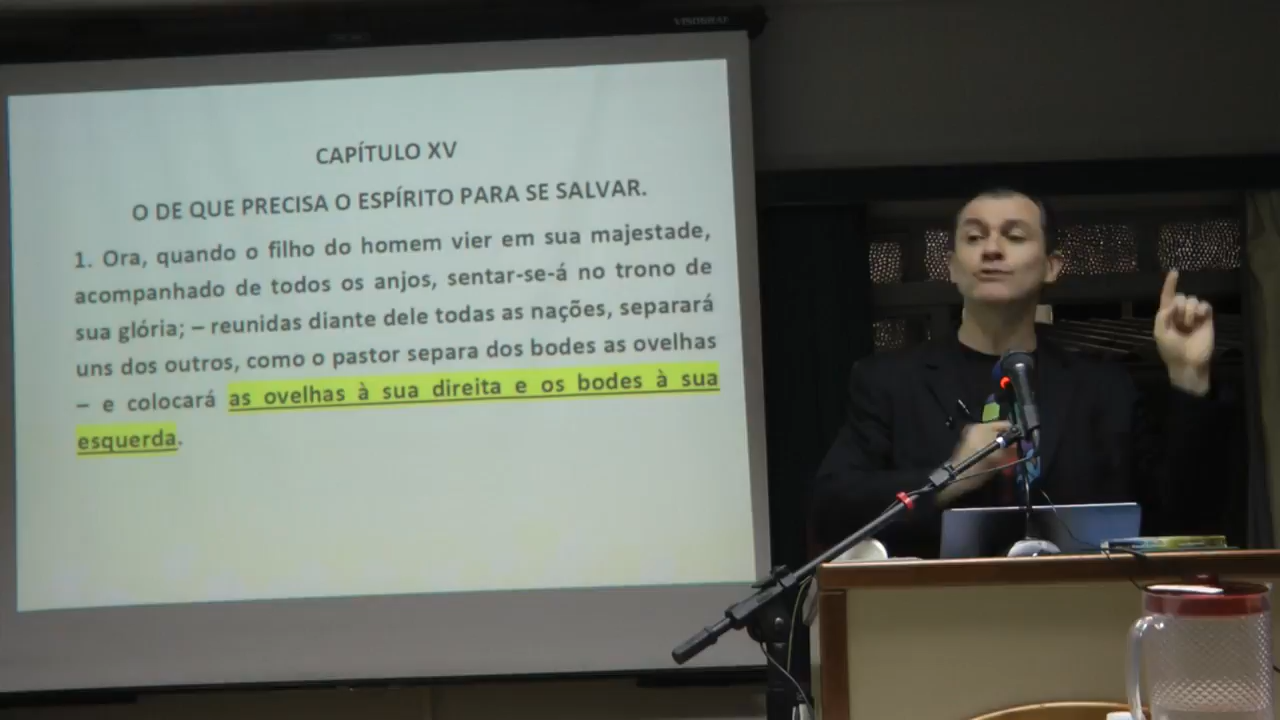 VISOGRAF
CAPÍTULO XV
O DE QUE PRECISA O ESPÍRITO PARA SE SALVAR.
1. Ora, quando o filho do homem vier em sua majestade,
acompanhado de todos os anjos, sentar-se-á no trono de
sua glória; – reunidas diante dele todas as nações, separará
uns dos outros, como o pastor separa dos bodes as ovelhas
– e colocará as ovelhas à sua direita e os bodes à sua
esquerda.